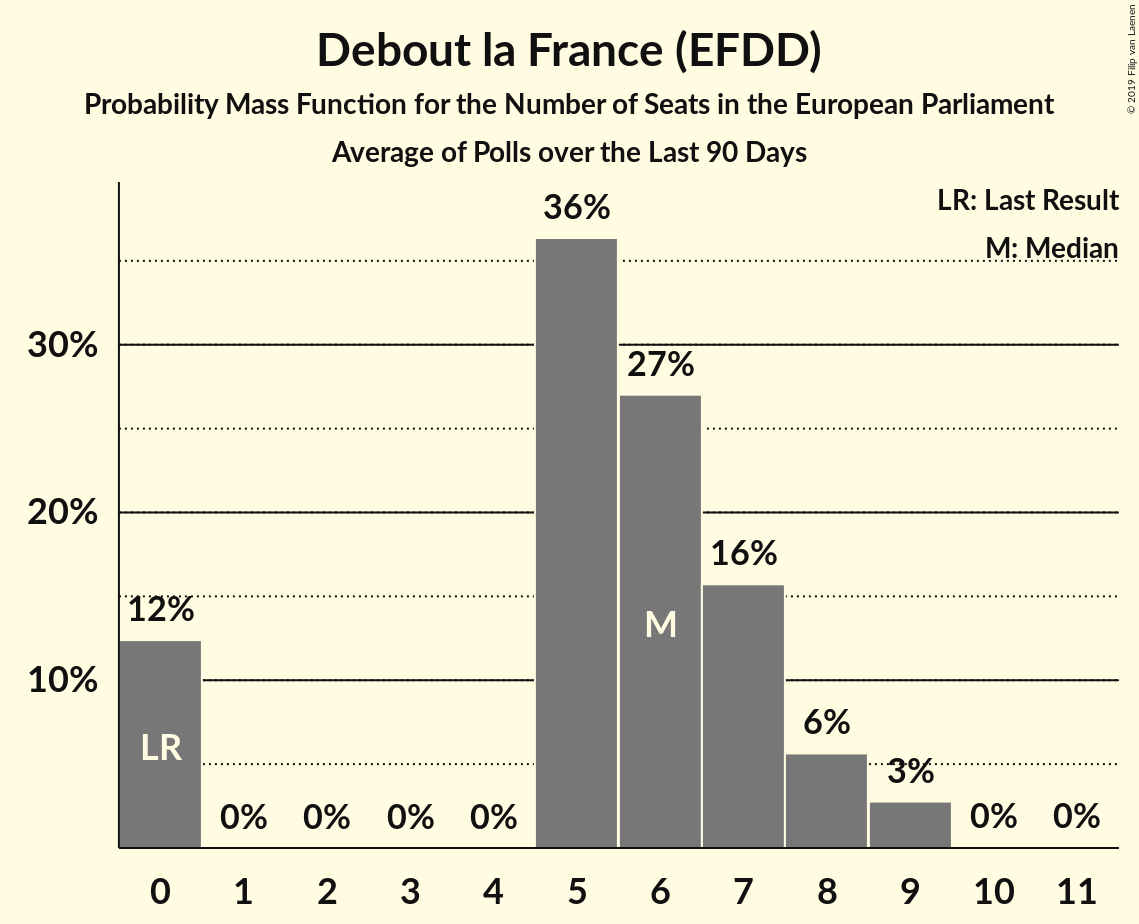 Debout la France (EFDD)
Probability Mass Function for the Number of Seats in the European Parliament
Average of Polls over the Last 90 Days
© 2019 Filip van Laenen
LR: Last Result
M: Median
36%
30%
27%
20%
16%
12%
10%
M
LR
6%
3%
0% 0% 0% 0% 0% 0%
0 1 2 3 4 5 6 7 8 9 10 11